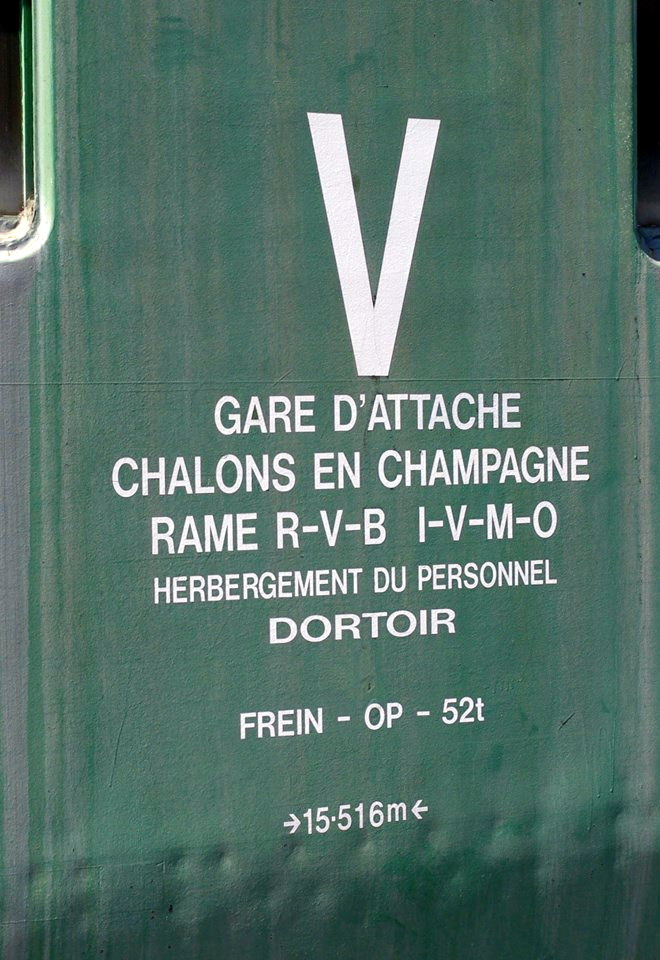 V
GARE D'ATTACHE
CHALONS EN CHAMPAGNE
RAME R-V-B I-V-M-O
HERBERGEMENT DU PERSONNEL
DORTOIR
FREIN - OP - 52t
→15·516m←